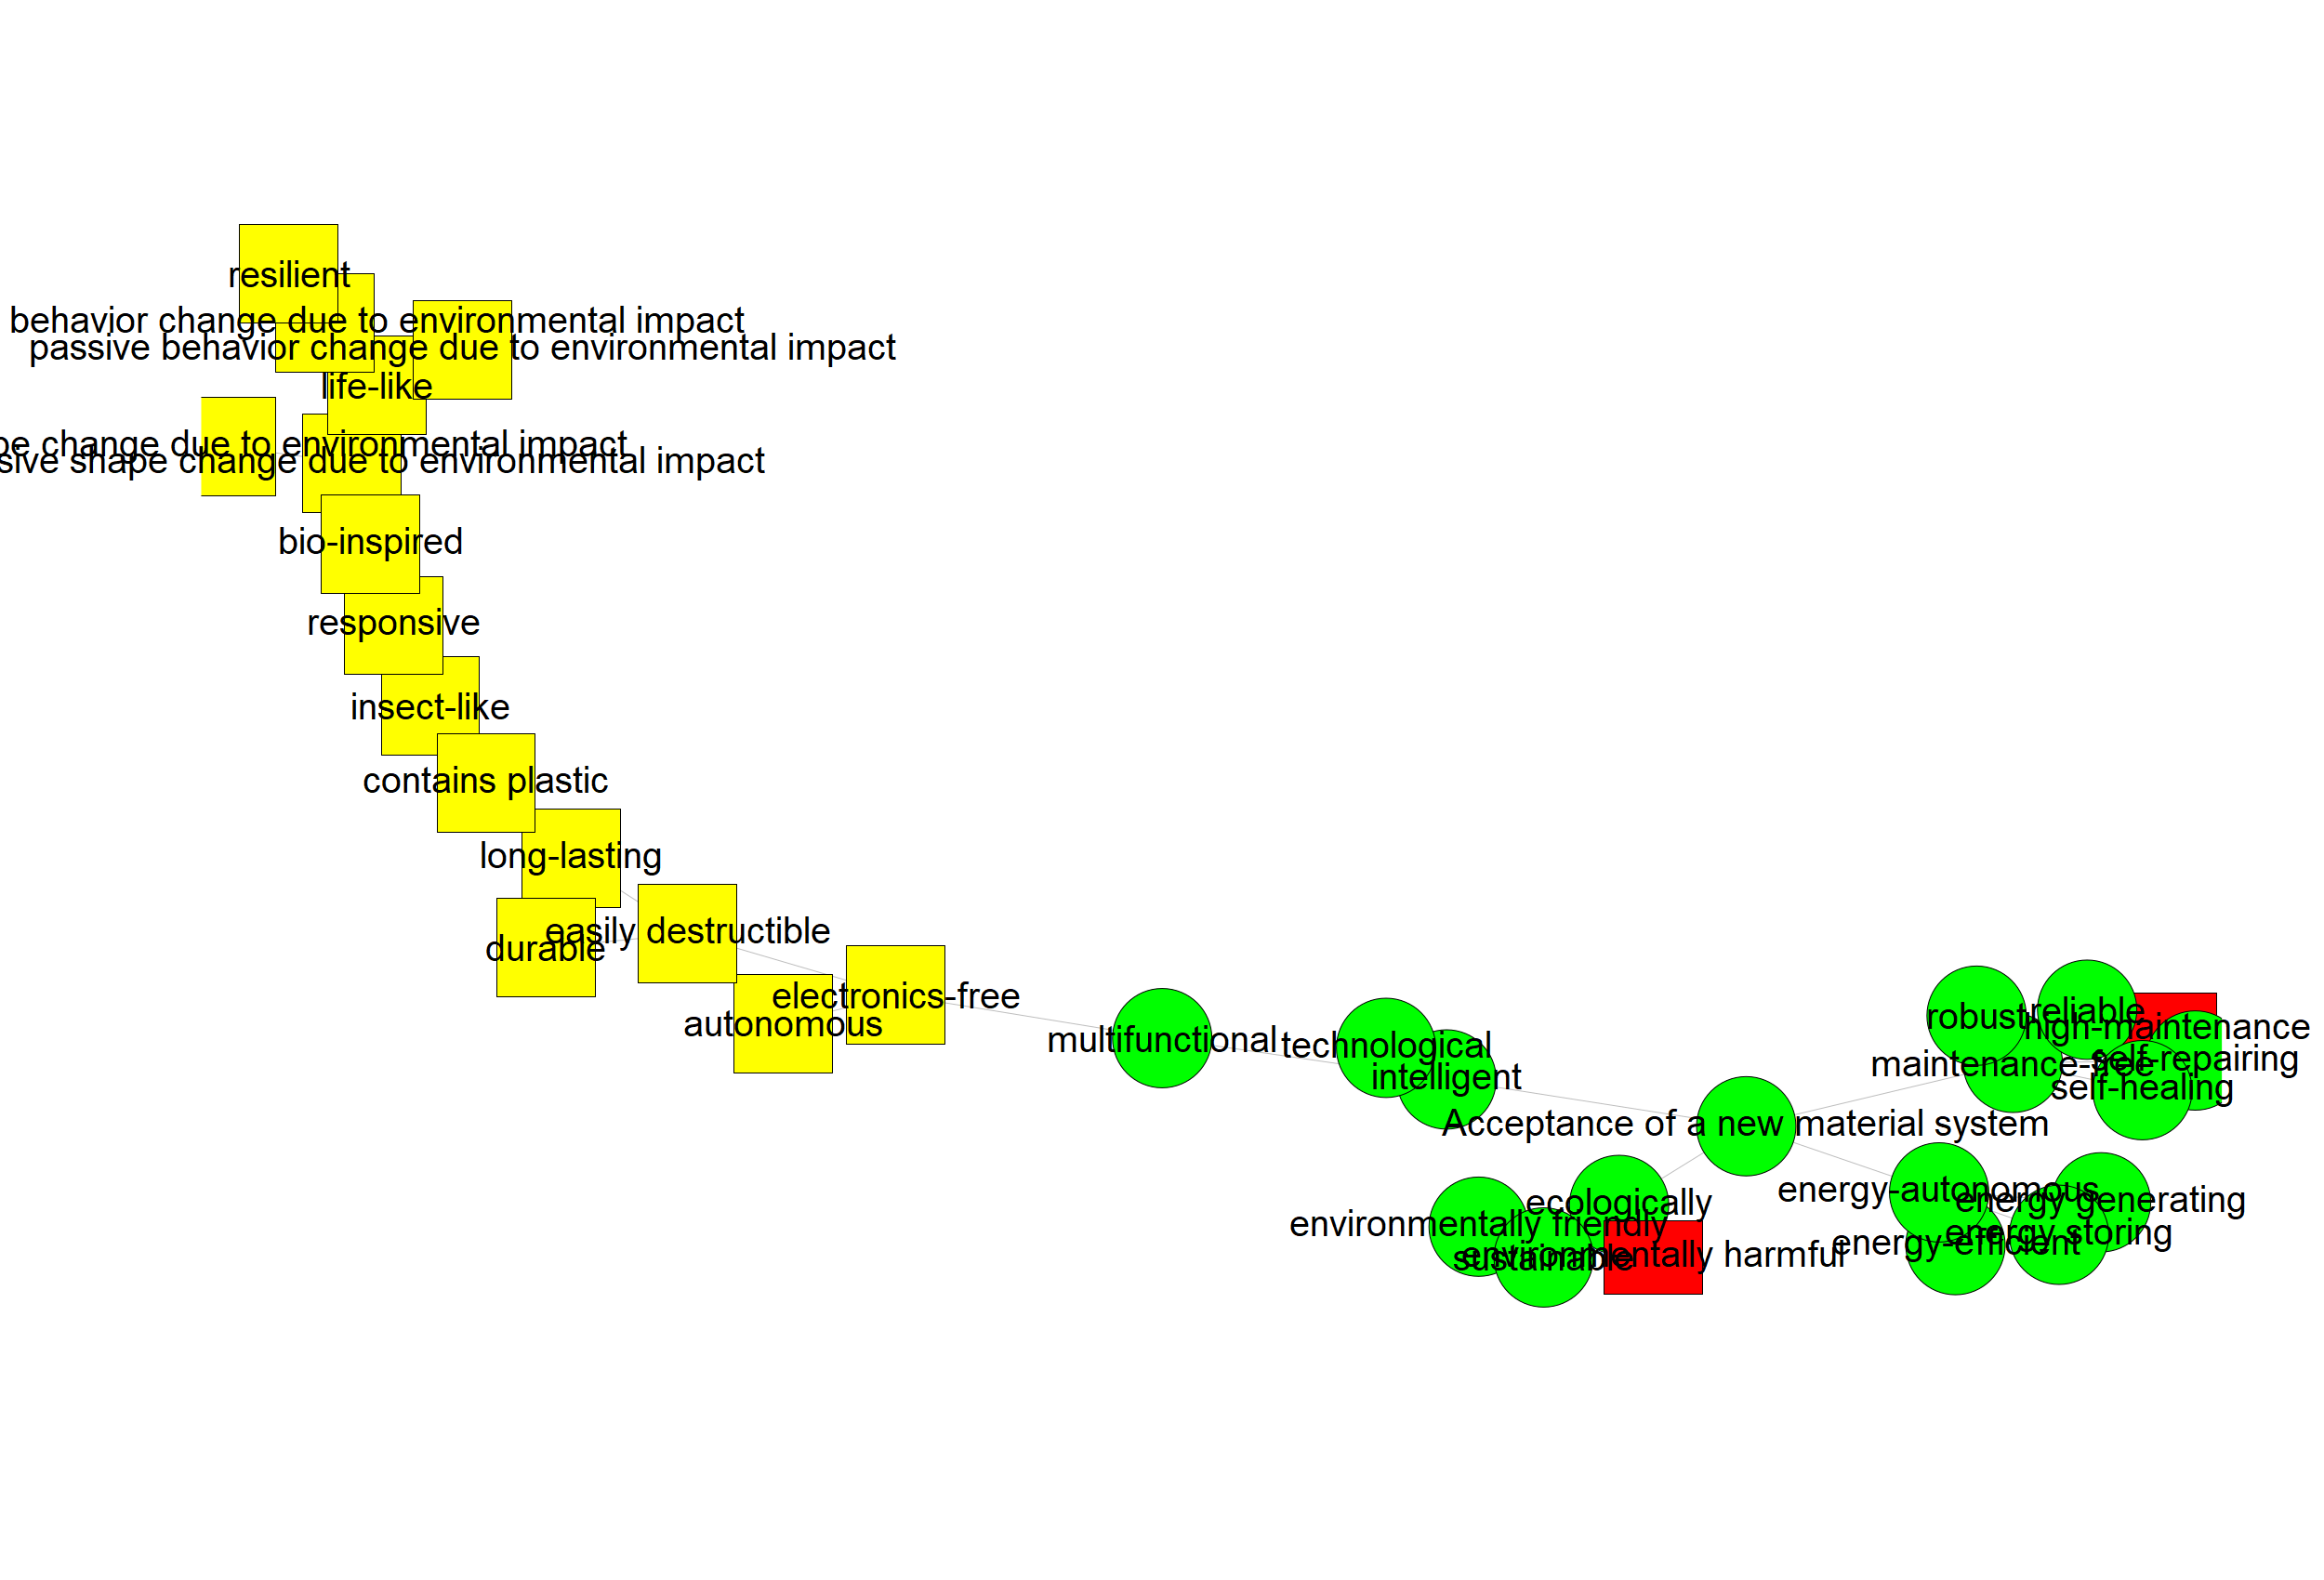 resilient
behavior change due to environmental impact
passive behavior change due to environmental impact
life-like
change due to environmental impact
shape change due to environmental impact
bio-inspired
responsive
insect-like
contains plastic
long-lasting
easily destructible
durable
electronics-free
autonomous
multifunctional
technological
intelligent
robust
reliable
high-maintenance
maintenance-free
self-repairing
self-healing
Acceptance of a new material system
energy-autonomous
energy generating
energy storing
energy-efficient
ecologically
environmentally friendly
environmentally harmful
sustainable